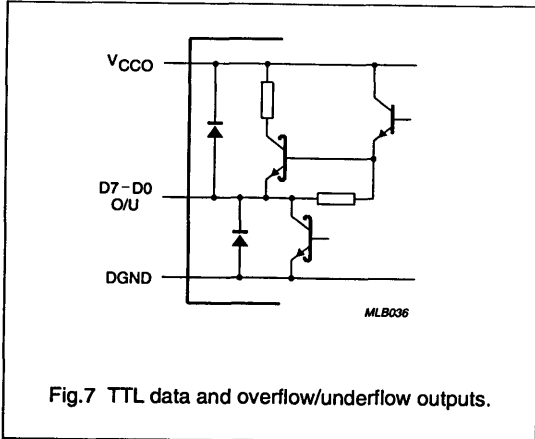 VCCO
D7–D0
O/U
DGND
MLB036
Fig.7 TTL data and overflow/underflow outputs.